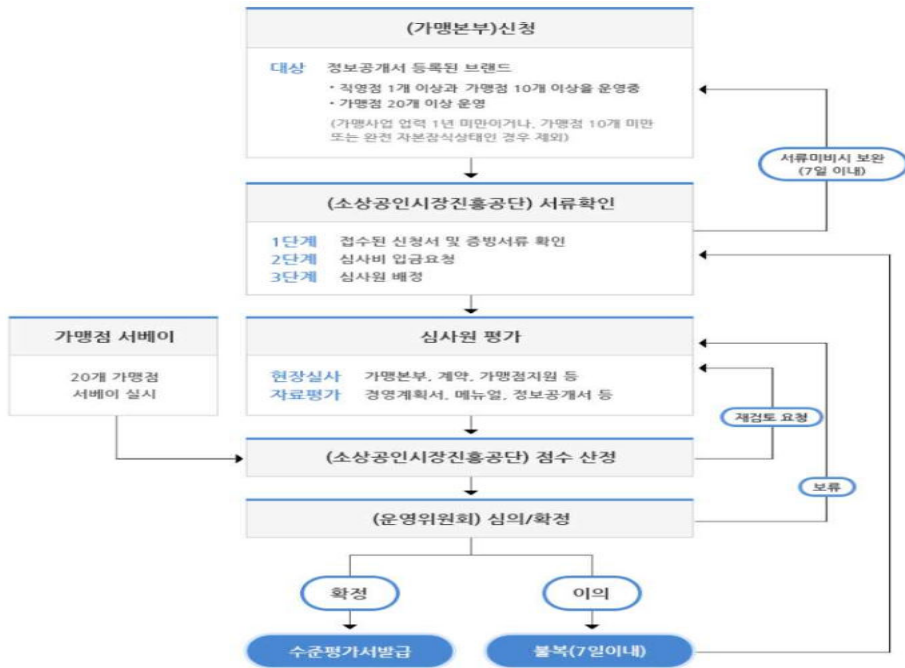 (가맹본부)신청
대상 정보공개서 등록된 브랜드
· 직영점 1개 이상과 가맹점 10개 이상을 운영중
· 가맹점 20개 이상 운영
(가맹사업 업력 1년 미만이거나, 가맹점 10개 미만
또는 완전 자본잠식상태인 경우 제외)
서류미비시 보완
(7일 이내)
(소상공인시장진흥공단) 서류확인
1단계 접수된 신청서 및 증빙서류 확인
2단계 심사비 입금요청
3단계 심사원 배정
가맹점 서베이
20개 가맹점
서베이 실시
심사원 평가
현장실사 가맹본부, 계약, 가맹점지원 등
자료평가 경영계획서, 메뉴얼, 정보공개서 등
재검토 요청
(소상공인시장진흥공단) 점수 산정
보류
(운영위원회) 심의/확정
확정
이의
수준평가서발급
불복(7일이내)